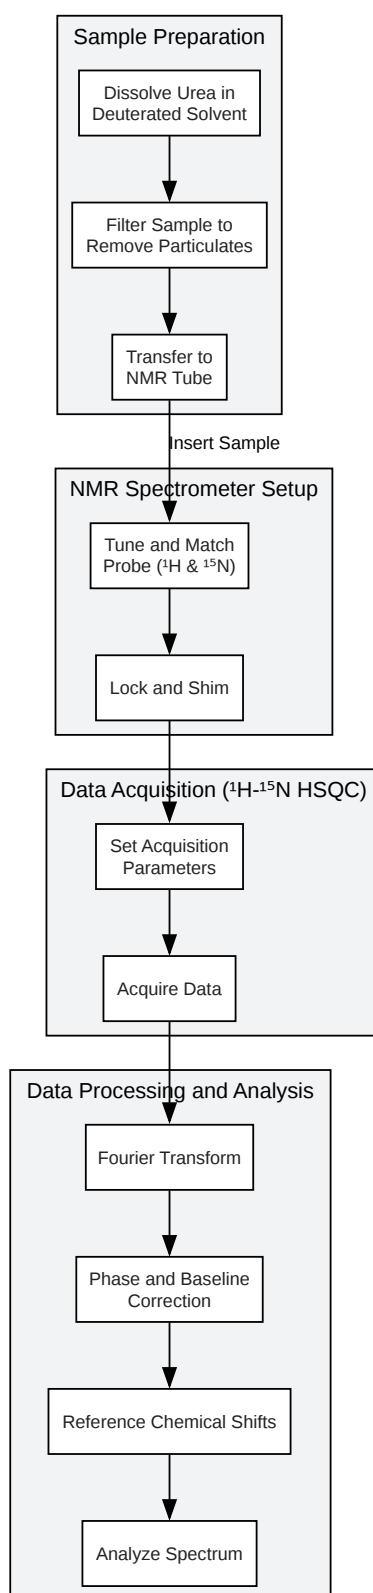 Sample Preparation
Dissolve Urea in
Deuterated Solvent
Filter Sample to
Remove Particulates
Transfer to
NMR Tube
Insert Sample
NMR Spectrometer Setup
Tune and Match
Probe (¹H & ¹⁵N)
Lock and Shim
Data Acquisition (¹H-¹⁵N HSQC)
Set Acquisition
Parameters
Acquire Data
Data Processing and Analysis
Fourier Transform
Phase and Baseline
Correction
Reference Chemical Shifts
Analyze Spectrum